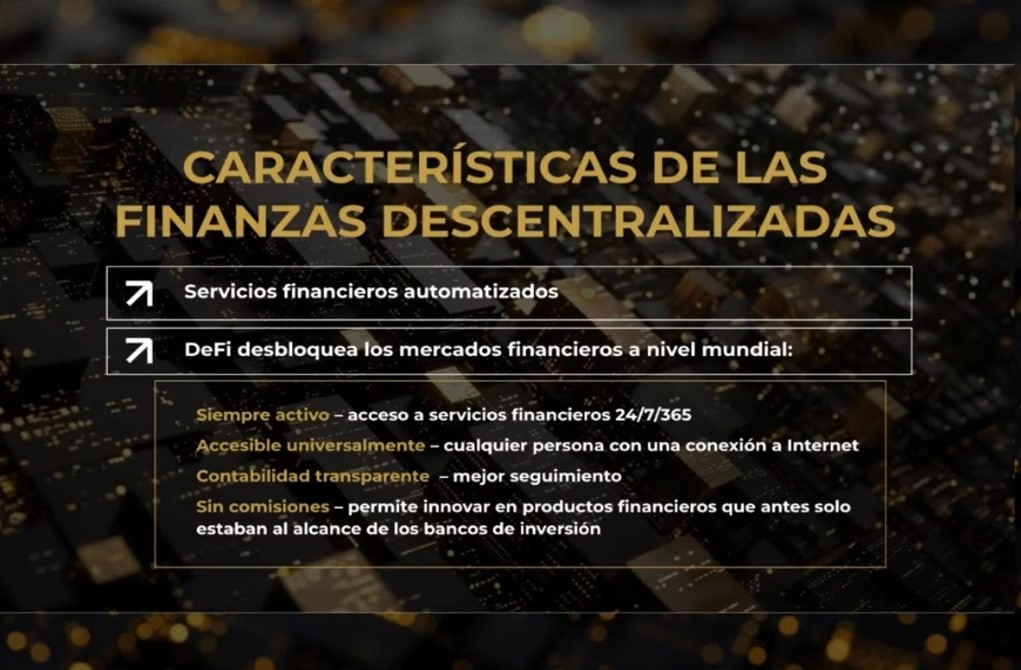 CARACTERÍSTICAS DE LAS
FINANZAS DESCENTRALIZADAS
Servicios financieros automatizados
DeFi desbloquea los mercados financieros a nivel mundial:
Siempre activo – acceso a servicios financieros 24/7/365
Accesible universalmente – cualquier persona con una conexión a Internet
Contabilidad transparente – mejor seguimiento
Sin comisiones – permite innovar en productos financieros que antes solo
estaban al alcance de los bancos de inversión